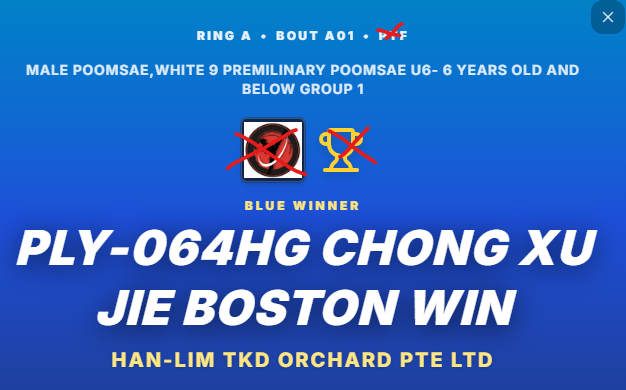 RING A • BOUT A01 • PTF
MALE POOMSAE,WHITE 9 PREMILINARY POOMSAE U6- 6 YEARS OLD AND
BELOW GROUP 1
BLUE WINNER
PLY-064HG CHONG XU
JIE BOSTON WIN
HAN-LIM TKD ORCHARD PTE LTD